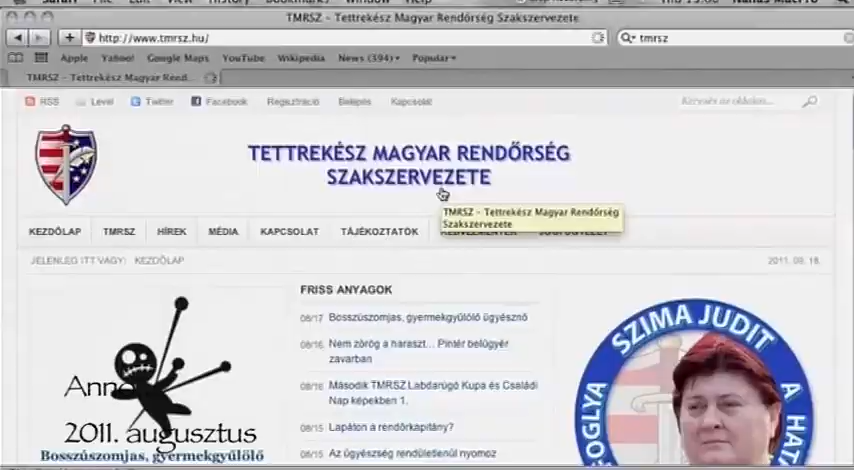 TMRSZ – Tettrekész Magyar Rendőrség Szakszervezete
http://www.tmrsz.hu/
tmrsz
Apple Yahoo! Google Maps YouTube Wikipedia News (394) Popular
TMRSZ – Tettrekész Magyar Rend...
RSS Level Twitter Facebook Regisztráció Belépés Kapcsolat
Keresés az oldalon...
TETTREKÉSZ MAGYAR RENDŐRSÉG
SZAKSZERVEZETE
TMRSZ – Tettrekész Magyar Rendőrség
Szakszervezete
KEZDŐLAP TMRSZ HÍREK MÉDIA KAPCSOLAT TÁJÉKOZTATÓK
JELENLEG ITT VAGY: KEZDŐLAP
2011. 08. 18.
FRISS ANYAGOK
08/17 Bosszúszomjas, gyermekgyűlölő ügyésznő
08/16 Nem zörög a haraszt... Pintér belügyér
zavarban
08/16 Második TMRSZ Labdarúgó Kupa és Családi
Nap képekben 1.
08/15 Lapáton a rendőrkapitány?
08/15 Az ügyészség rendületlenül nyomoz
2011. augusztus
Bosszúszomjas, gyermekgyűlölő
SZIMA JUDIT
A